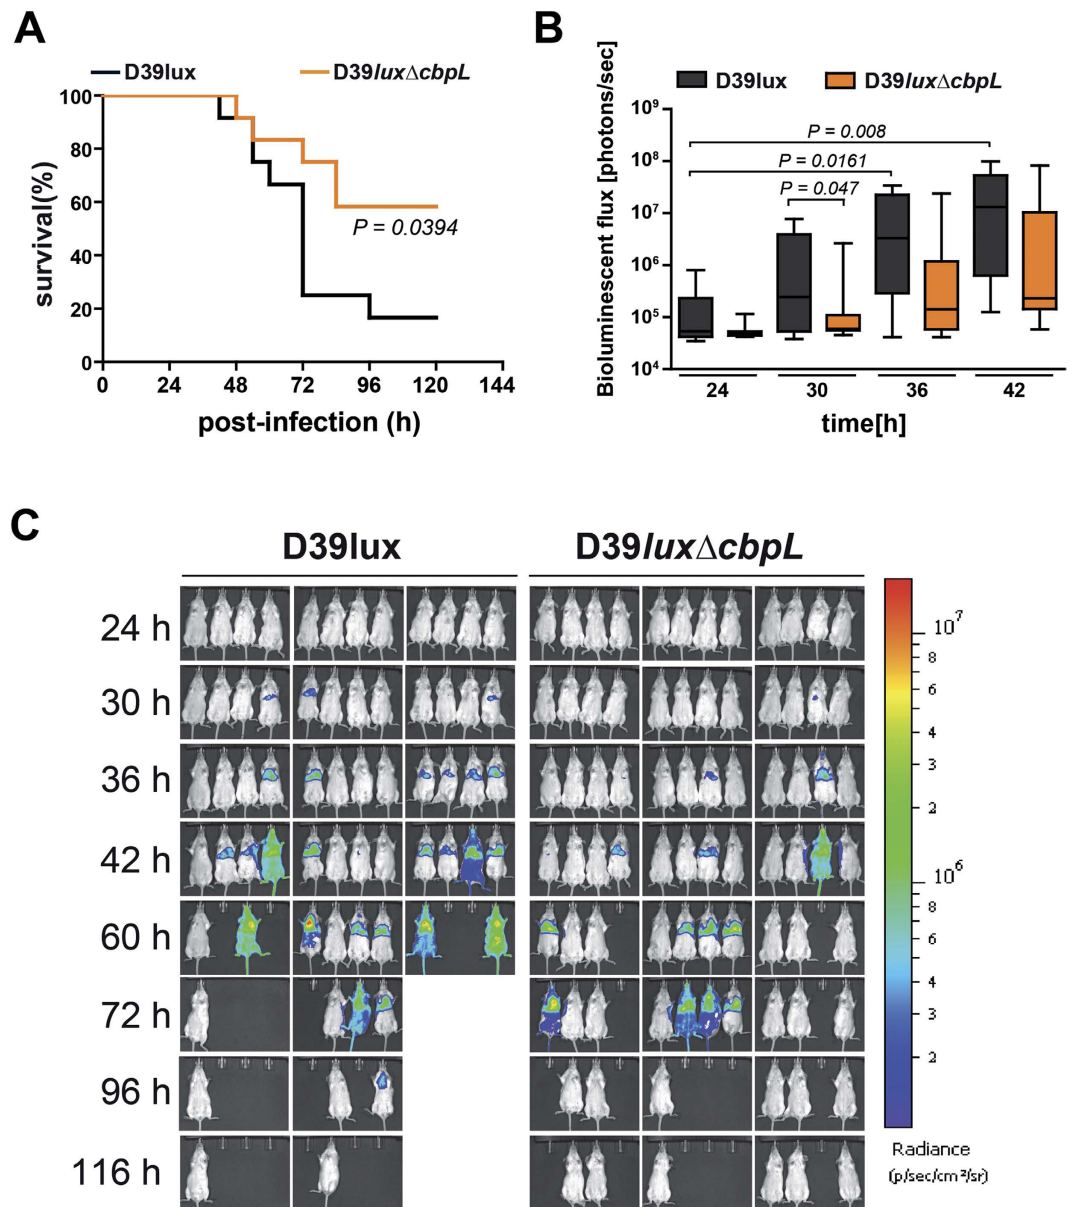 A
D39lux D39luxΔcbpL
100
80
60
40
20
0
survival(%)
P = 0.0394
0 24 48 72 96 120 144
post-infection (h)
B
D39lux D39luxΔcbpL
Bioluminescent flux [photons/sec]
10⁹
10⁸
10⁷
10⁶
10⁵
10⁴
P = 0.008
P = 0.0161
P = 0.047
24 30 36 42
time[h]
C
D39lux D39luxΔcbpL
24 h
30 h
36 h
42 h
60 h
72 h
96 h
116 h
10⁷
8
6
4
3
2
10⁶
8
6
4
3
2
Radiance
(p/sec/cm²/sr)